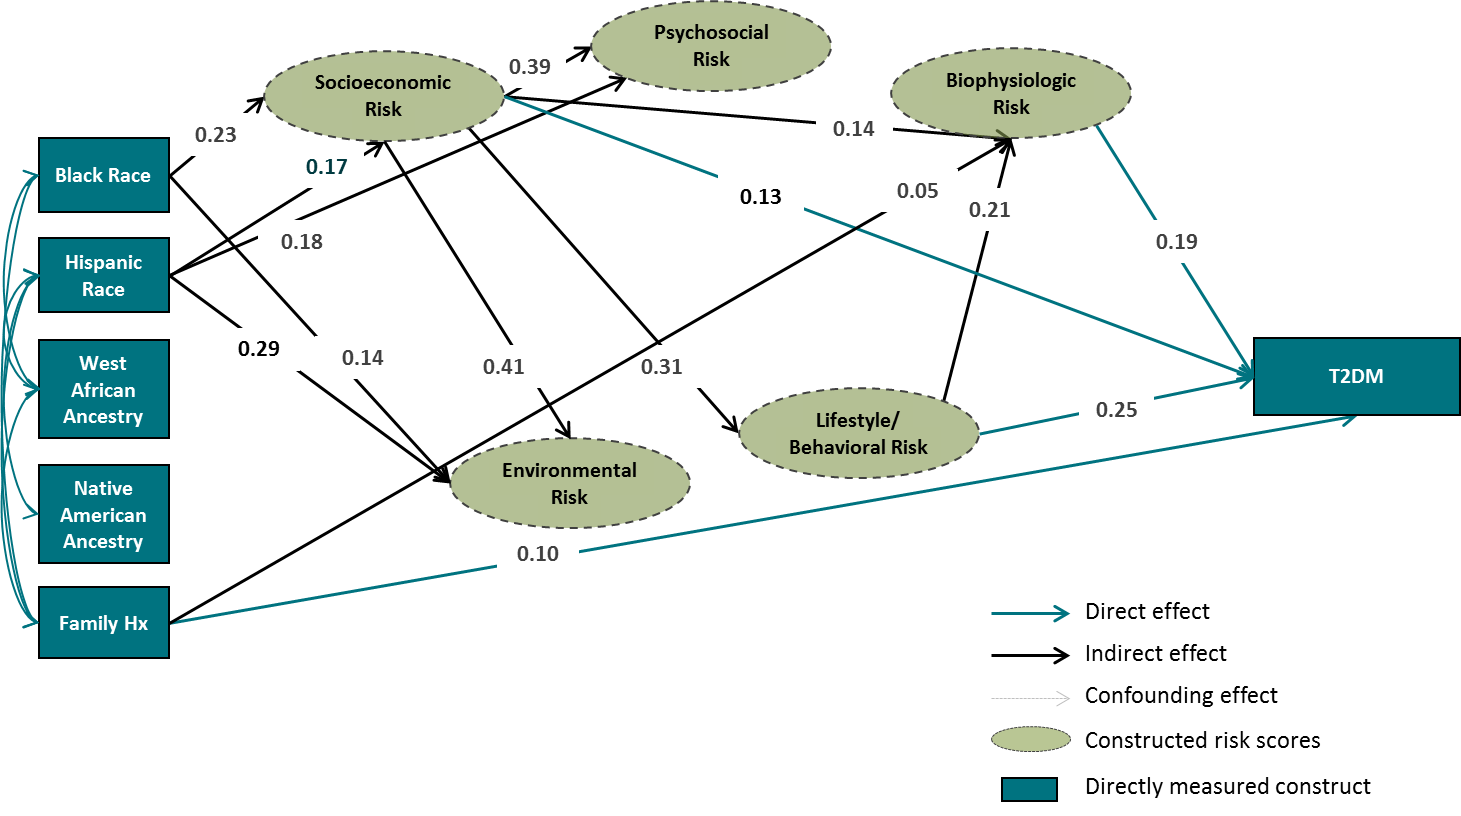 Psychosocial
Risk
0.39
Socioeconomic
Risk
Biophysiologic
Risk
0.14
0.23
0.17
Black Race
0.05
0.13
0.21
0.18
0.19
Hispanic
Race
0.29
0.14
0.41
0.31
West
African
Ancestry
T2DM
0.25
Lifestyle/
Behavioral Risk
Environmental
Risk
Native
American
Ancestry
0.10
Family Hx
Direct effect
Indirect effect
Confounding effect
Constructed risk scores
Directly measured construct